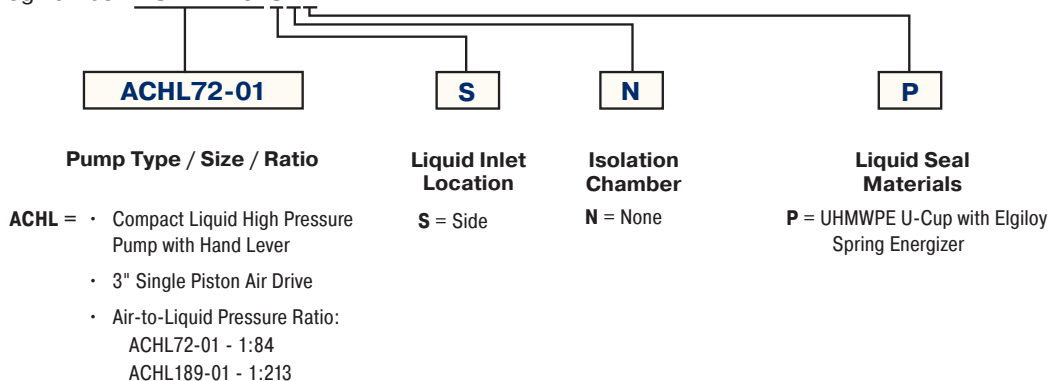 ACHL72-01
S
N
P
Pump Type / Size / Ratio
Liquid Inlet
Location
Isolation
Chamber
Liquid Seal
Materials
ACHL = • Compact Liquid High Pressure
Pump with Hand Lever
• 3" Single Piston Air Drive
• Air-to-Liquid Pressure Ratio:
ACHL72-01 - 1:84
ACHL189-01 - 1:213
S = Side
N = None
P = UHMWPE U-Cup with Elgiloy
Spring Energizer